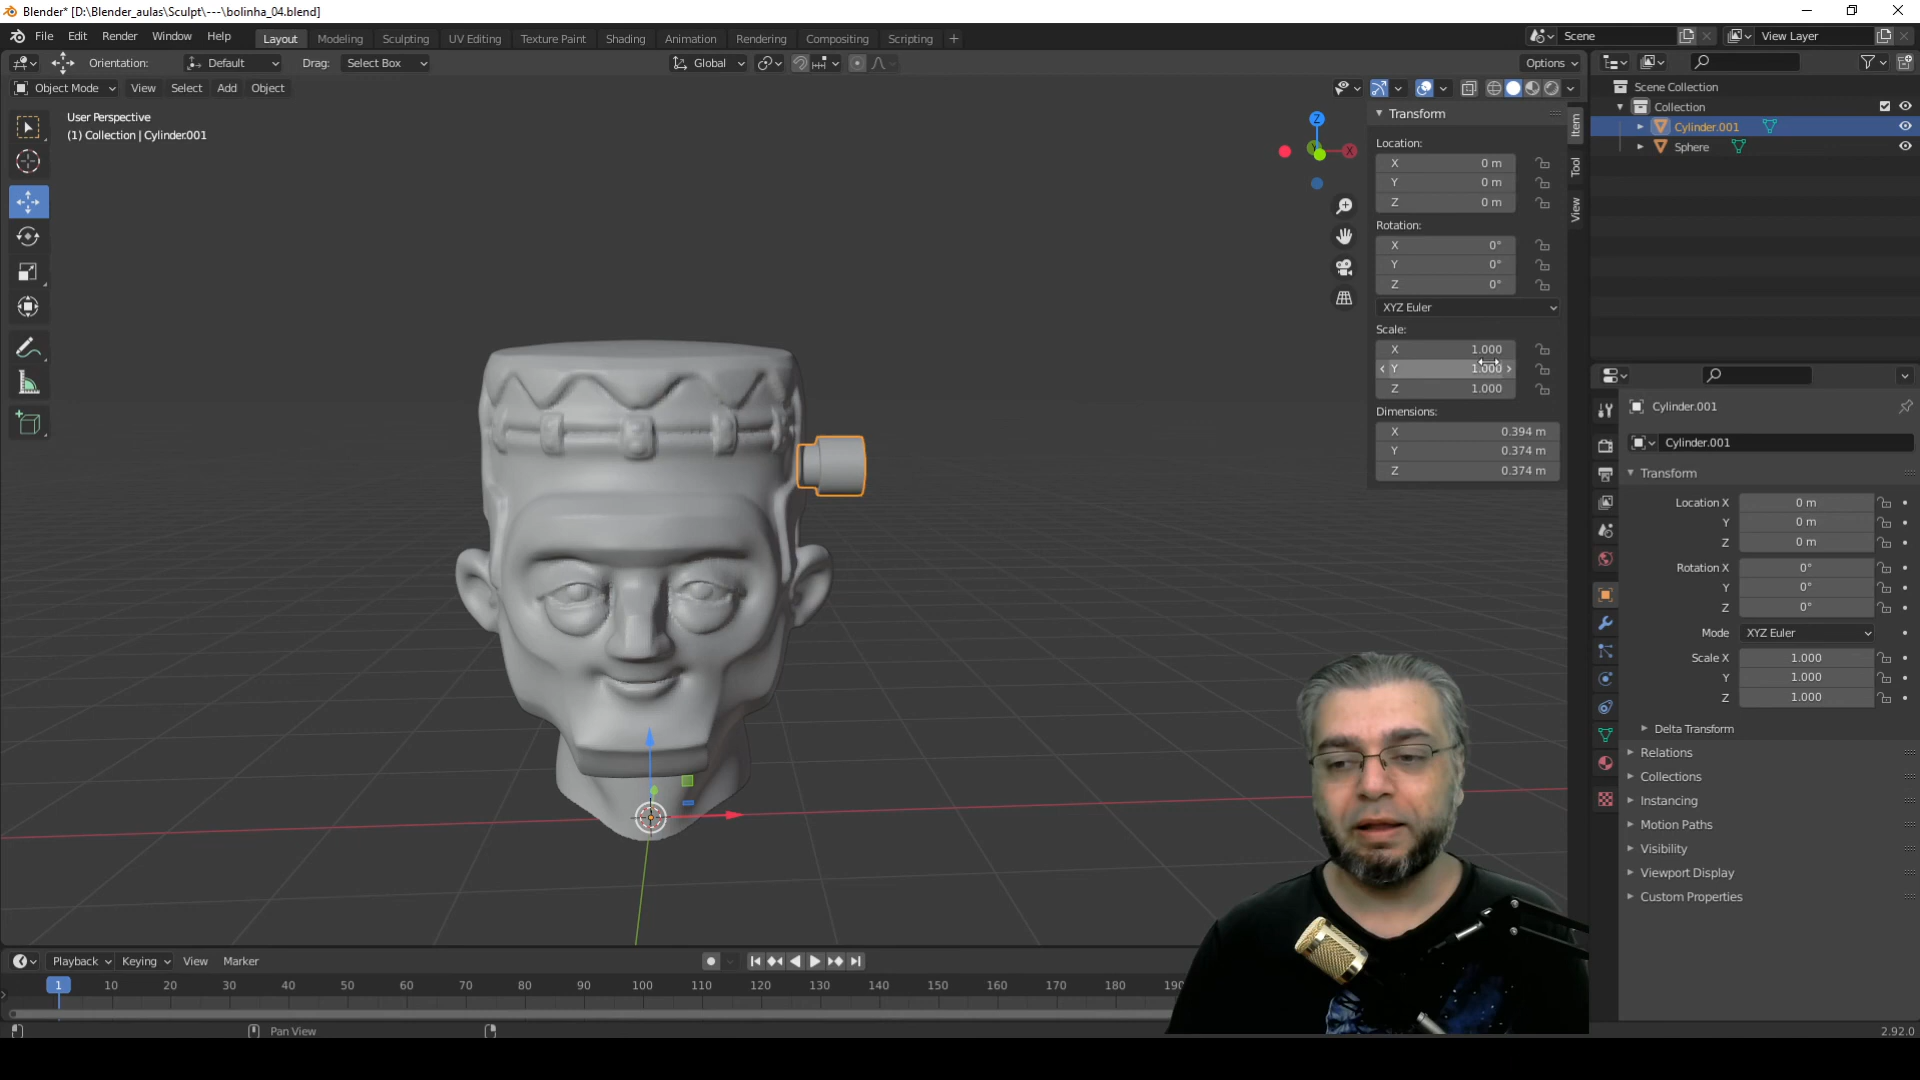 Blender* [D:\Blender_aulas\Sculpt\---\bolinha_04.blend]
File Edit Render Window Help
Layout Modeling Sculpting UV Editing Texture Paint Shading Animation Rendering Compositing Scripting +
Scene
View Layer
Orientation: Default Drag: Select Box
Global
Options
Object Mode View Select Add Object
User Perspective
(1) Collection | Cylinder.001
Z
Y
X
Item
Tool
View
Transform
Location:
X 0 m
Y 0 m
Z 0 m
Rotation:
X 0°
Y 0°
Z 0°
XYZ Euler
Scale:
X 1.000
Y 1.000
Z 1.000
Dimensions:
X 0.394 m
Y 0.374 m
Z 0.374 m
Scene Collection
Collection
Cylinder.001
Sphere
Cylinder.001
Cylinder.001
Transform
Location X 0 m
Y 0 m
Z 0 m
Rotation X 0°
Y 0°
Z 0°
Mode XYZ Euler
Scale X 1.000
Y 1.000
Z 1.000
Delta Transform
Relations
Collections
Instancing
Motion Paths
Visibility
Viewport Display
Custom Properties
Playback Keying View Marker
1 10 20 30 40 50 60 70 80 90 100 110 120 130 140 150 160 170 180
Pan View
2.92.0